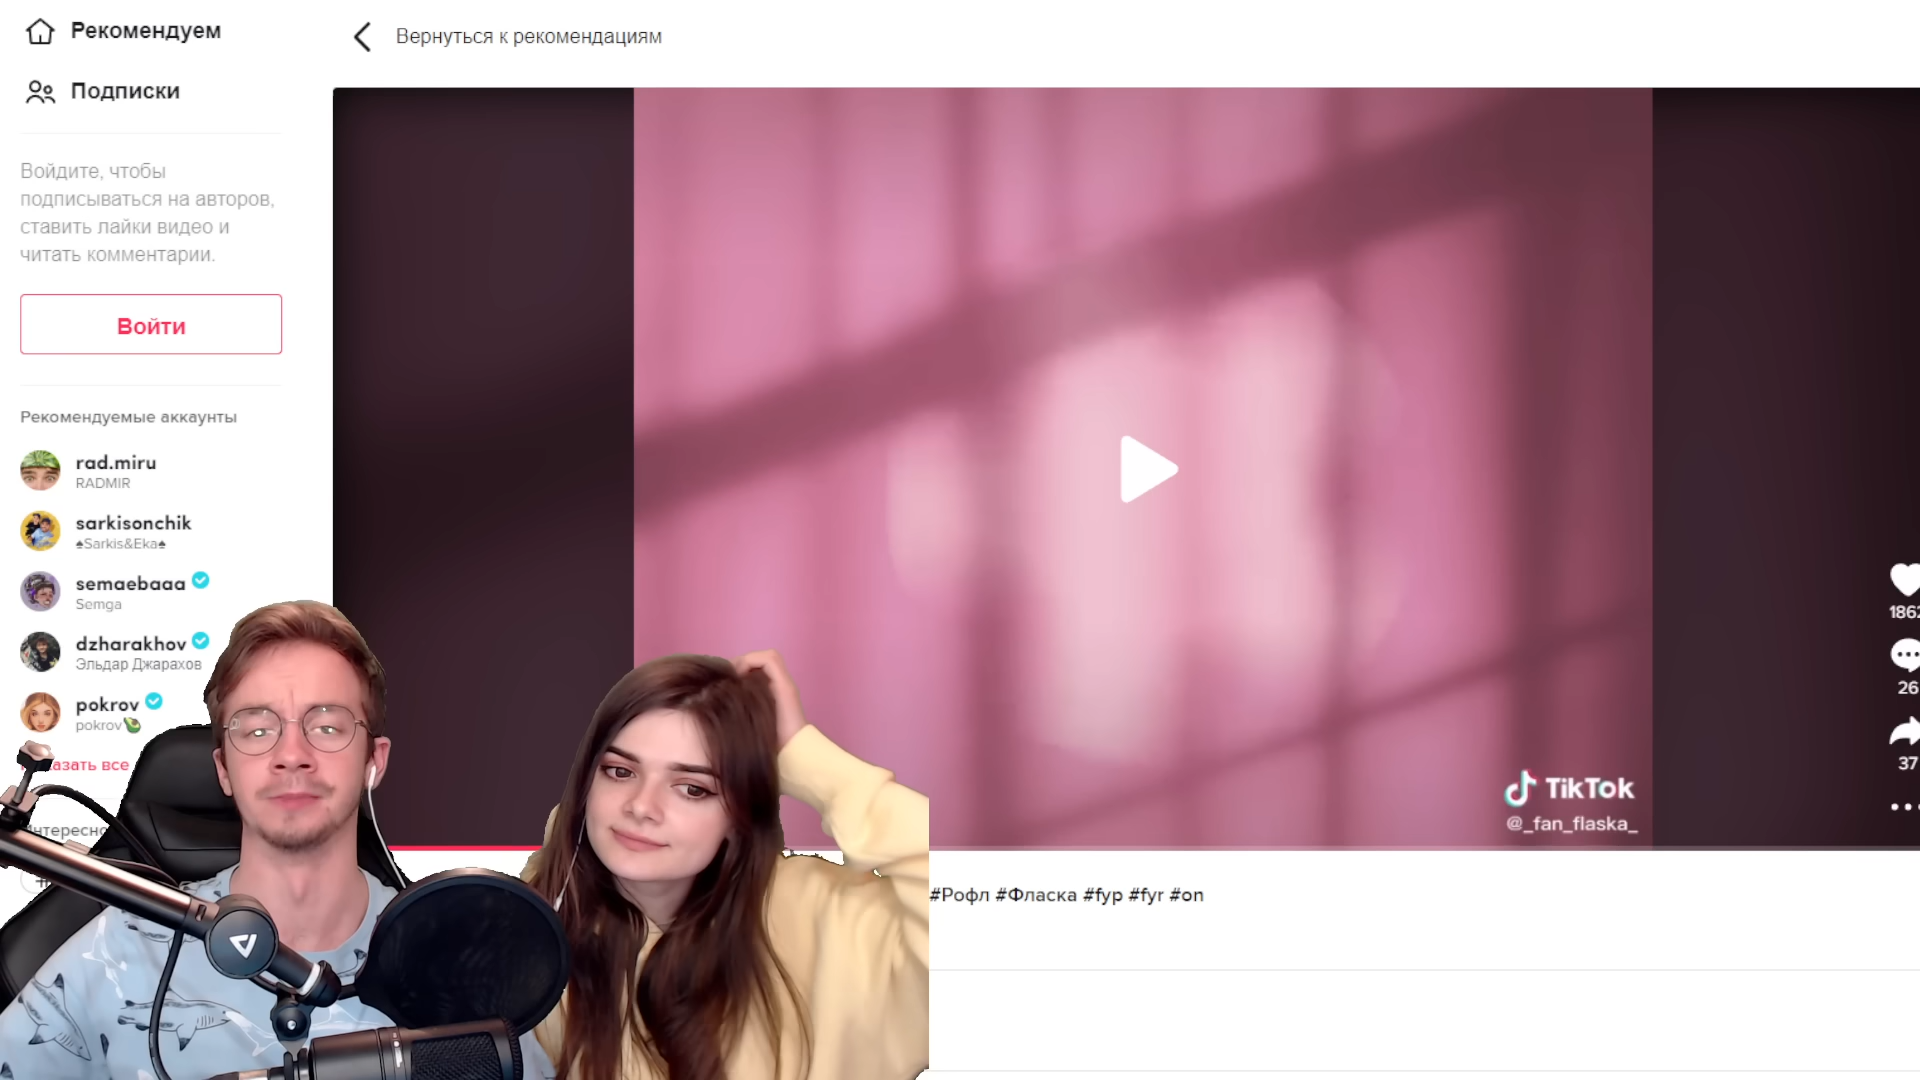 Рекомендуем
Подписки
Войдите, чтобы
подписываться на авторов,
ставить лайки видео и
читать комментарии.
Войти
Рекомендуемые аккаунты
rad.miru
RADMIR
sarkisonchik
♠Sarkis&Eka♠
semaebaaa
Semga
dzharakhov
Эльдар Джарахов
pokrov
pokrov🥑
все
Вернуться к рекомендациям
1862
26
37
TikTok
@_fan_flaska_
#Рофл #Фласка #fyp #fyr #on